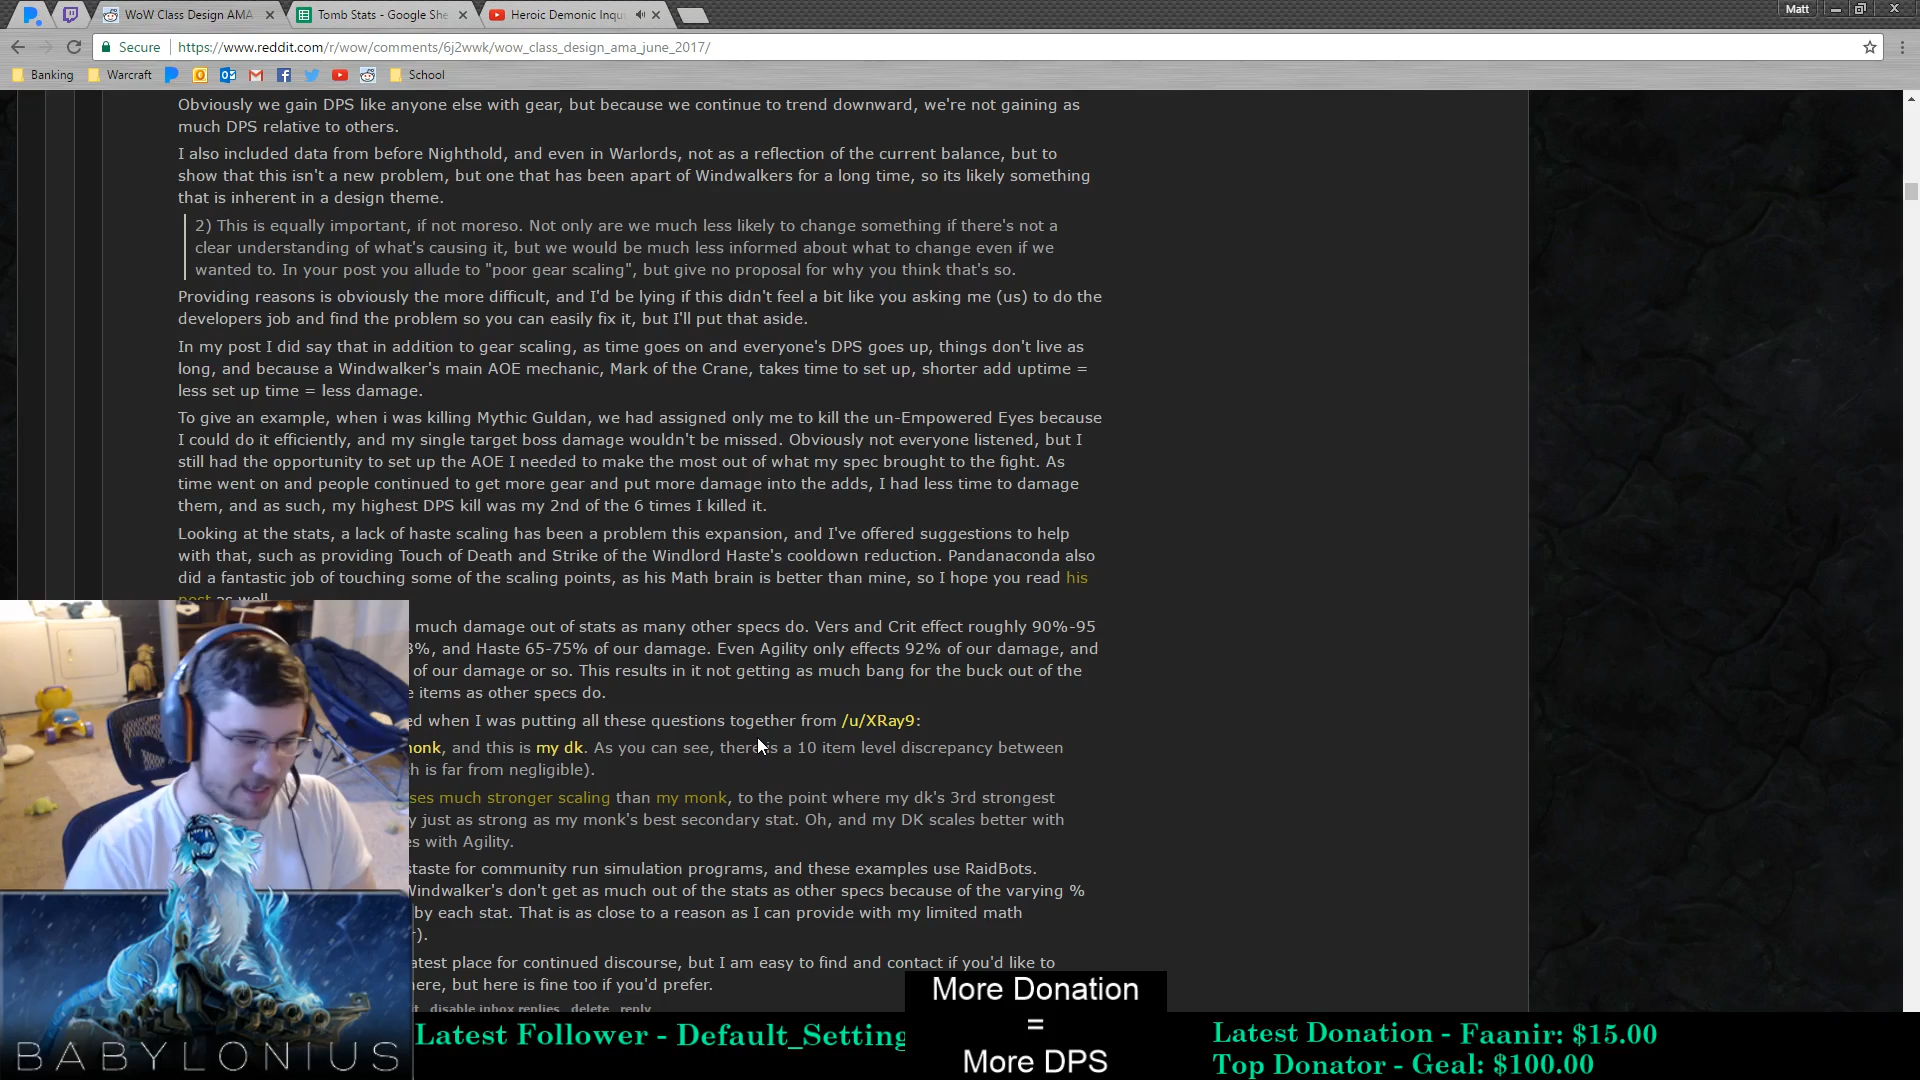 Matt
WoW Class Design AMA
Tomb Stats - Google She
Heroic Demonic Inqu
Secure
https://www.reddit.com/r/wow/comments/6j2wwk/wow_class_design_ama_june_2017/
Banking
Warcraft
School
Obviously we gain DPS like anyone else with gear, but because we continue to trend downward, we're not gaining as
much DPS relative to others.
I also included data from before Nighthold, and even in Warlords, not as a reflection of the current balance, but to
show that this isn't a new problem, but one that has been apart of Windwalkers for a long time, so its likely something
that is inherent in a design theme.
2) This is equally important, if not moreso. Not only are we much less likely to change something if there's not a
clear understanding of what's causing it, but we would be much less informed about what to change even if we
wanted to. In your post you allude to "poor gear scaling", but give no proposal for why you think that's so.
Providing reasons is obviously the more difficult, and I'd be lying if this didn't feel a bit like you asking me (us) to do the
developers job and find the problem so you can easily fix it, but I'll put that aside.
In my post I did say that in addition to gear scaling, as time goes on and everyone's DPS goes up, things don't live as
long, and because a Windwalker's main AOE mechanic, Mark of the Crane, takes time to set up, shorter add uptime =
less set up time = less damage.
To give an example, when i was killing Mythic Guldan, we had assigned only me to kill the un-Empowered Eyes because
I could do it efficiently, and my single target boss damage wouldn't be missed. Obviously not everyone listened, but I
still had the opportunity to set up the AOE I needed to make the most out of what my spec brought to the fight. As
time went on and people continued to get more gear and put more damage into the adds, I had less time to damage
them, and as such, my highest DPS kill was my 2nd of the 6 times I killed it.
Looking at the stats, a lack of haste scaling has been a problem this expansion, and I've offered suggestions to help
with that, such as providing Touch of Death and Strike of the Windlord Haste's cooldown reduction. Pandanaconda also
did a fantastic job of touching some of the scaling points, as his Math brain is better than mine, so I hope you read his
post as well.
much damage out of stats as many other specs do. Vers and Crit effect roughly 90%-95
3%, and Haste 65-75% of our damage. Even Agility only effects 92% of our damage, and
of our damage or so. This results in it not getting as much bang for the buck out of the
e items as other specs do.
ed when I was putting all these questions together from /u/XRay9:
onk, and this is my dk. As you can see, there is a 10 item level discrepancy between
h is far from negligible).
ses much stronger scaling than my monk, to the point where my dk's 3rd strongest
y just as strong as my monk's best secondary stat. Oh, and my DK scales better with
es with Agility.
staste for community run simulation programs, and these examples use RaidBots.
Windwalker's don't get as much out of the stats as other specs because of the varying %
by each stat. That is as close to a reason as I can provide with my limited math
r).
atest place for continued discourse, but I am easy to find and contact if you'd like to
here, but here is fine too if you'd prefer.
disable inbox replies delete reply
BABYLONIUS
Latest Follower - Default_Setting
More Donation
=
More DPS
Latest Donation - Faanir: $15.00
Top Donator - Geal: $100.00